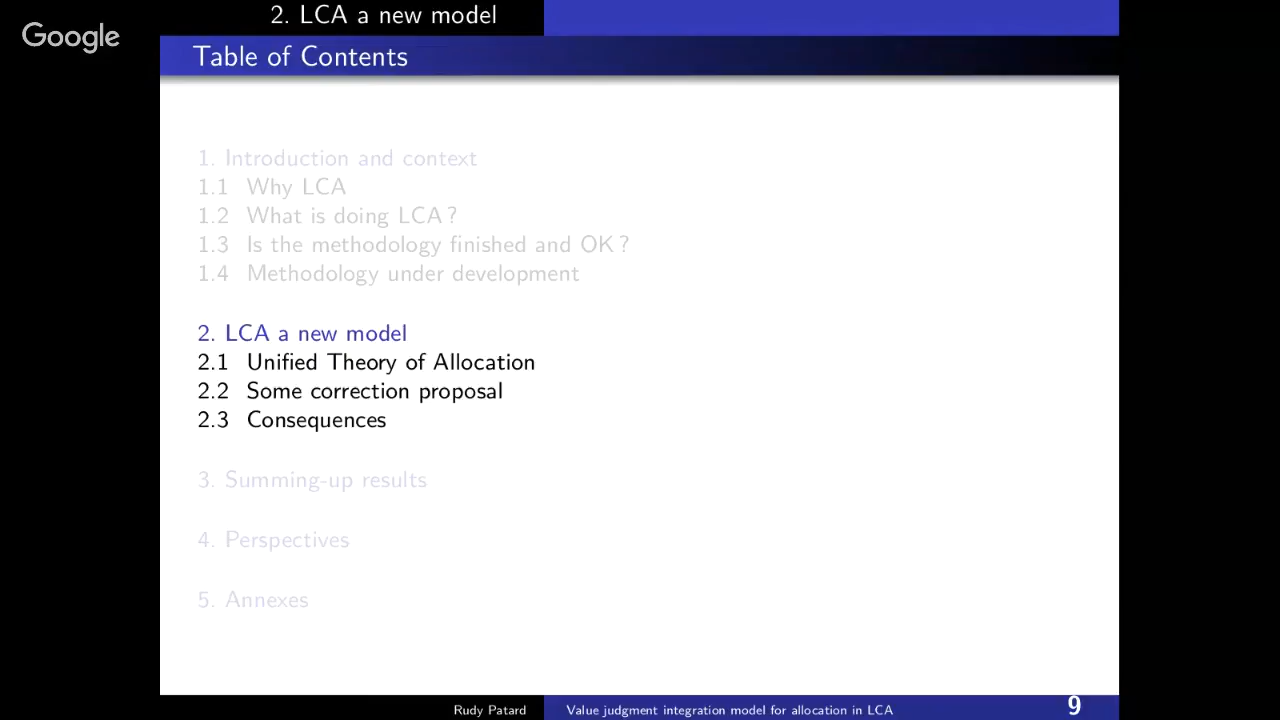 2. LCA a new model
Google
Table of Contents
1. Introduction and context
1.1 Why LCA
1.2 What is doing LCA ?
1.3 Is the methodology finished and OK ?
1.4 Methodology under development
2. LCA a new model
2.1 Unified Theory of Allocation
2.2 Some correction proposal
2.3 Consequences
3. Summing-up results
4. Perspectives
5. Annexes
Rudy Patard Value judgment integration model for allocation in LCA 9